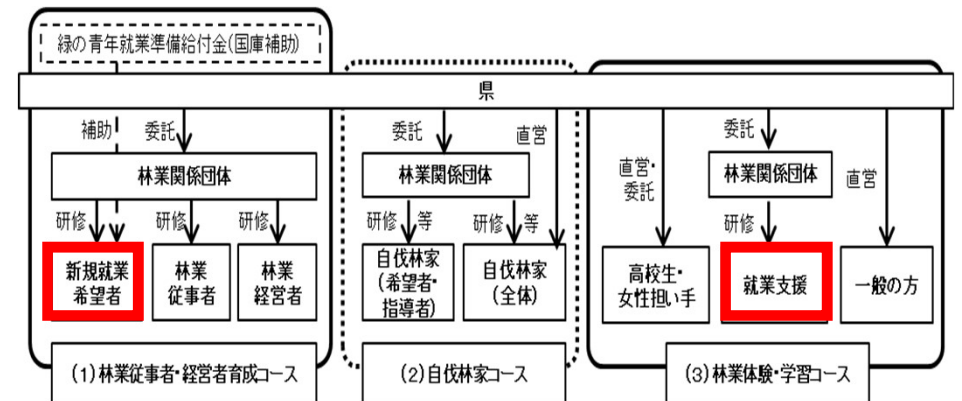 緑の青年就業準備給付金(国庫補助)
県
補助
委託
林業関係団体
研修
研修
研修
新規就業
希望者
林業
従事者
林業
経営者
(1)林業従事者・経営者育成コース
委託
直営
林業関係団体
研修 等
研修 等
自伐林家
(希望者・
指導者)
自伐林家
(全体)
(2)自伐林家コース
直営・
委託
委託
林業関係団体
直営
研修
高校生・
女性担い手
就業支援
一般の方
(3)林業体験・学習コース